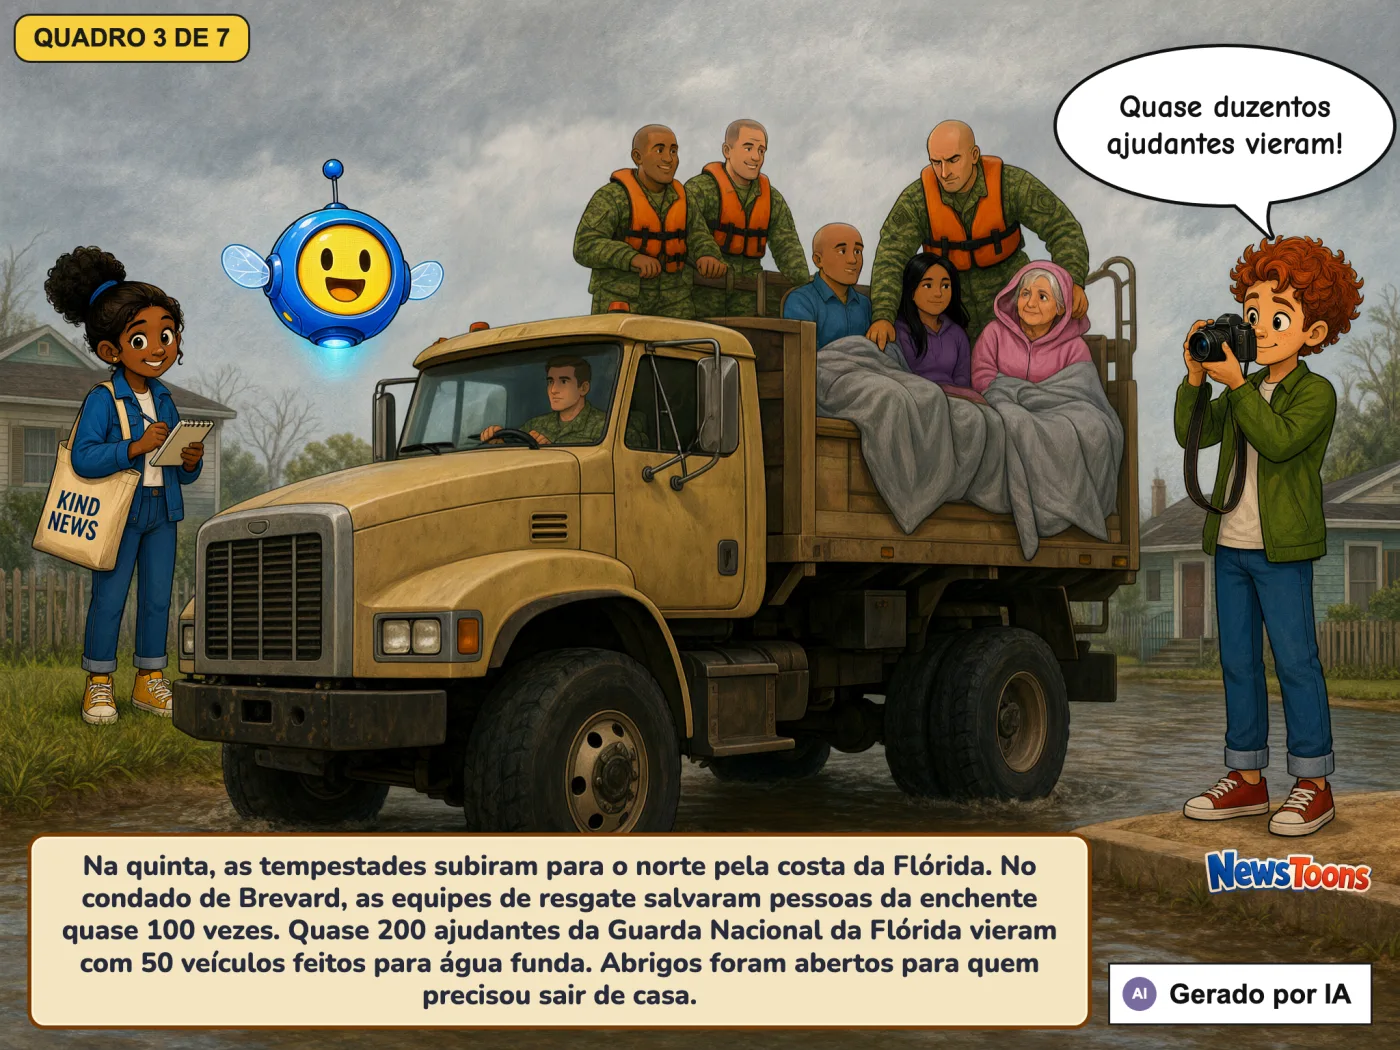 QUADRO 3 DE 7
Quase duzentos
ajudantes vieram!
KIND
NEWS
Na quinta, as tempestades subiram para o norte pela costa da Flórida. No
condado de Brevard, as equipes de resgate salvaram pessoas da enchente
quase 100 vezes. Quase 200 ajudantes da Guarda Nacional da Flórida vieram
com 50 veículos feitos para água funda. Abrigos foram abertos para quem
precisou sair de casa.
NewsToons
AI Gerado por IA